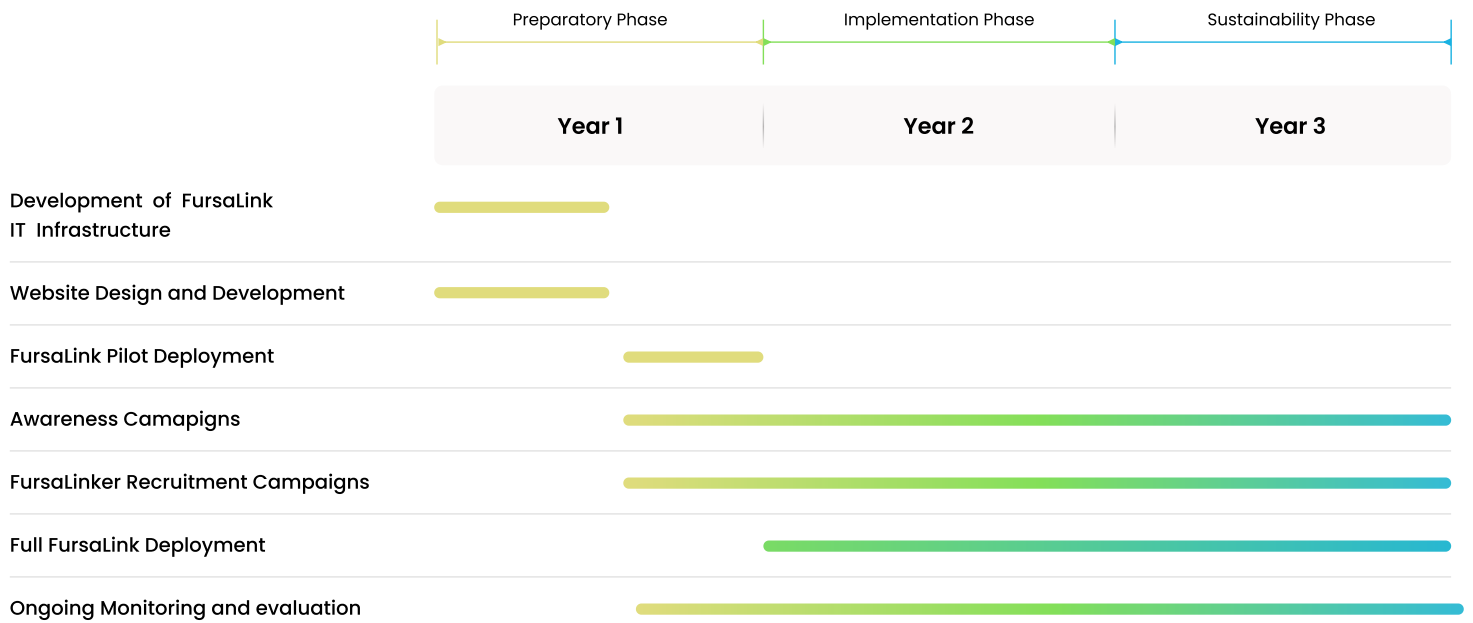 Preparatory Phase
Implementation Phase
Sustainability Phase
Year 1
Year 2
Year 3
Development of FursaLink
IT Infrastructure
Website Design and Development
FursaLink Pilot Deployment
Awareness Camapigns
FursaLinker Recruitment Campaigns
Full FursaLink Deployment
Ongoing Monitoring and evaluation